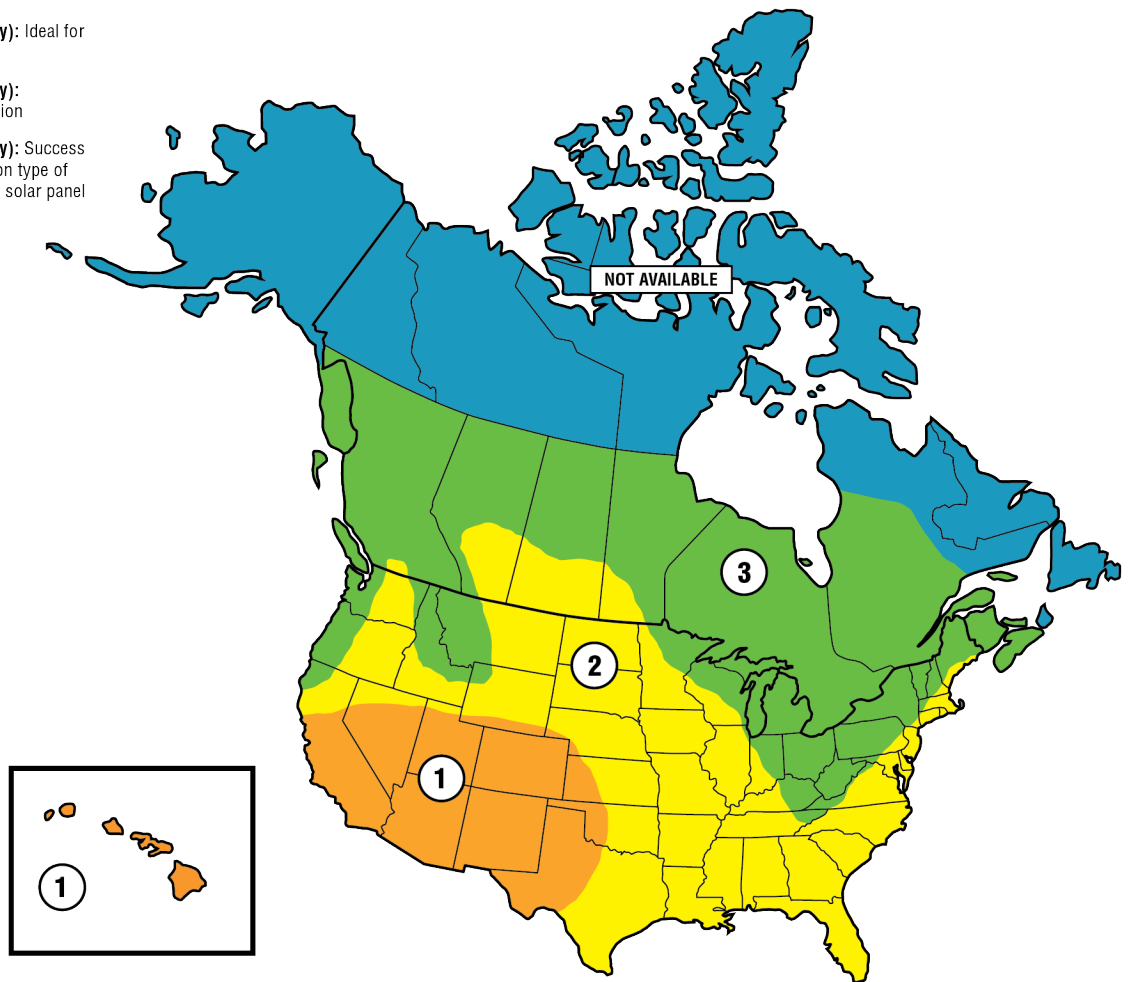 y): Ideal for
y):
ion
y): Success
on type of
solar panel
NOT AVAILABLE
3
2
1
1